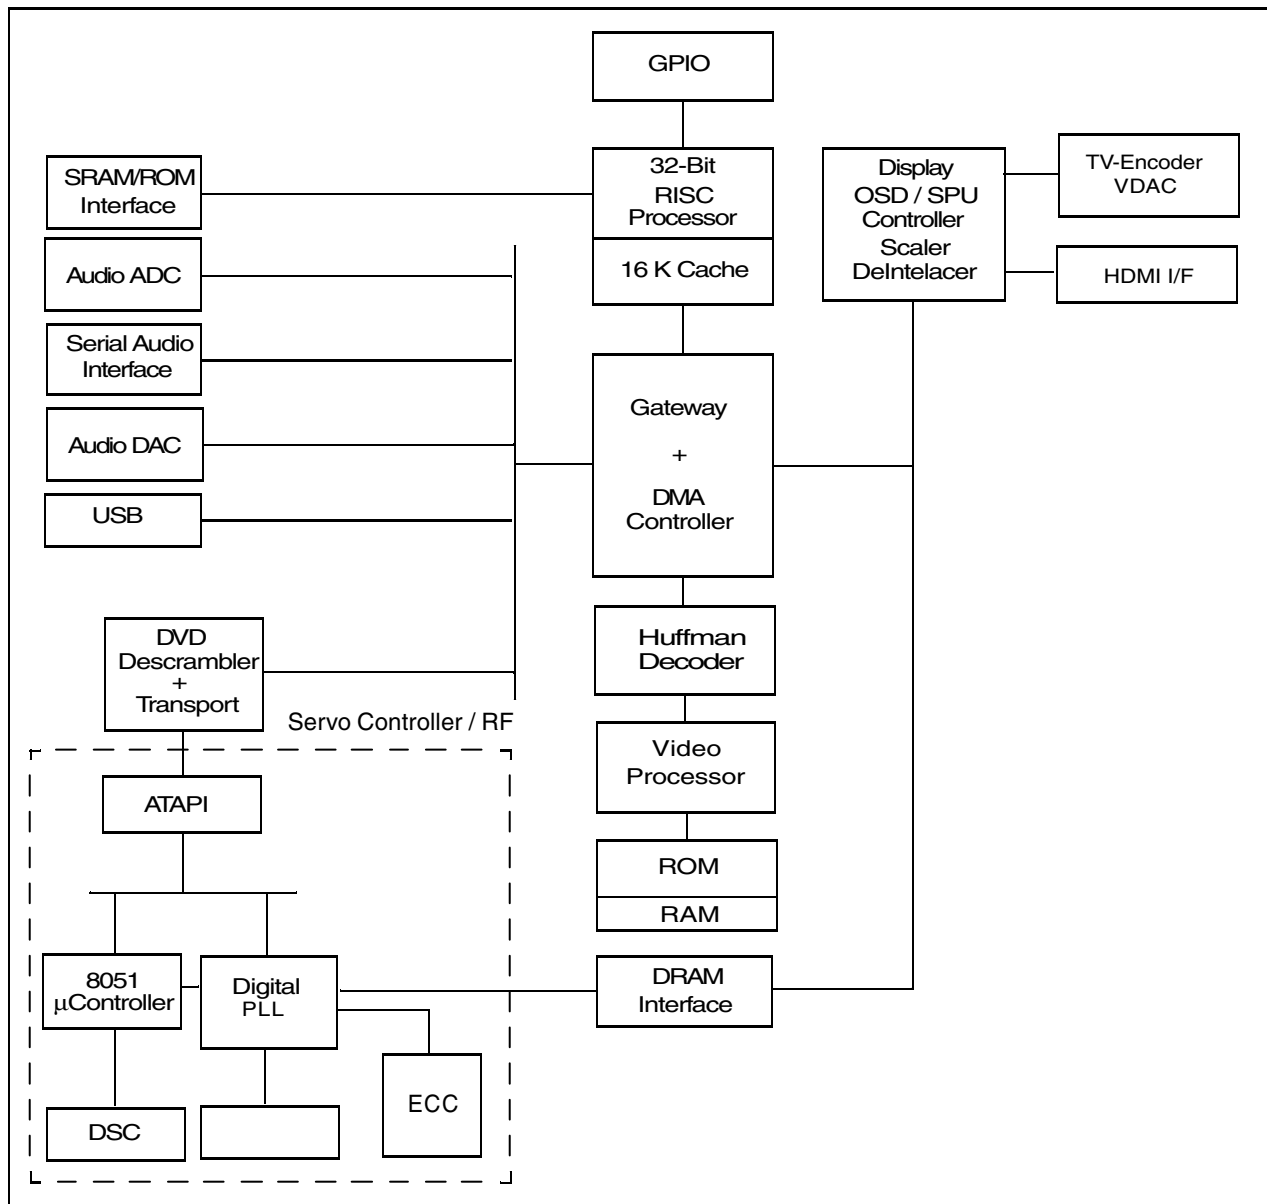 GPIO
SRAM/ROM
Interface
32-Bit
RISC
Processor
16 K Cache
Display
OSD / SPU
Controller
Scaler
DeIntelacer
TV-Encoder
VDAC
HDMI I/F
Audio ADC
Serial Audio
Interface
Audio DAC
USB
Gateway
+
DMA
Controller
DVD
Descrambler
+
Transport
Huffman
Decoder
Servo Controller / RF
Video
Processor
ATAPI
ROM
RAM
8051
µController
Digital
PLL
DRAM
Interface
ECC
DSC